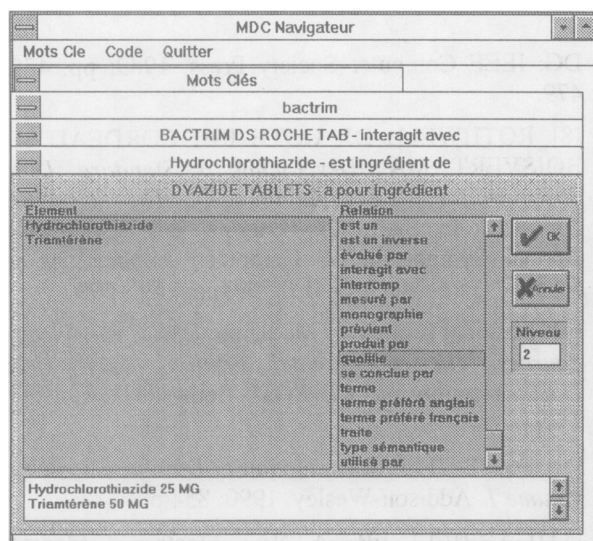 MDC Navigateur
Mots Cle Code Quitter
Mots Clés
bactrim
BACTRIM DS ROCHE TAB - interagit avec
Hydrochlorothiazide - est ingrédient de
DYAZIDE TABLETS - a pour ingrédient
Element
Hydrochlorothiazide
Triamtérène
Relation
est un
est un inverse
évalué par
interagit avec
interromp
mesuré par
monographie
prévient
produit par
qualifie
se conclue par
terme
terme préféré anglais
terme préféré français
traite
type sémantique
utilisé par
OK
Annuler
Niveau
2
Hydrochlorothiazide 25 MG
Triamtérène 50 MG